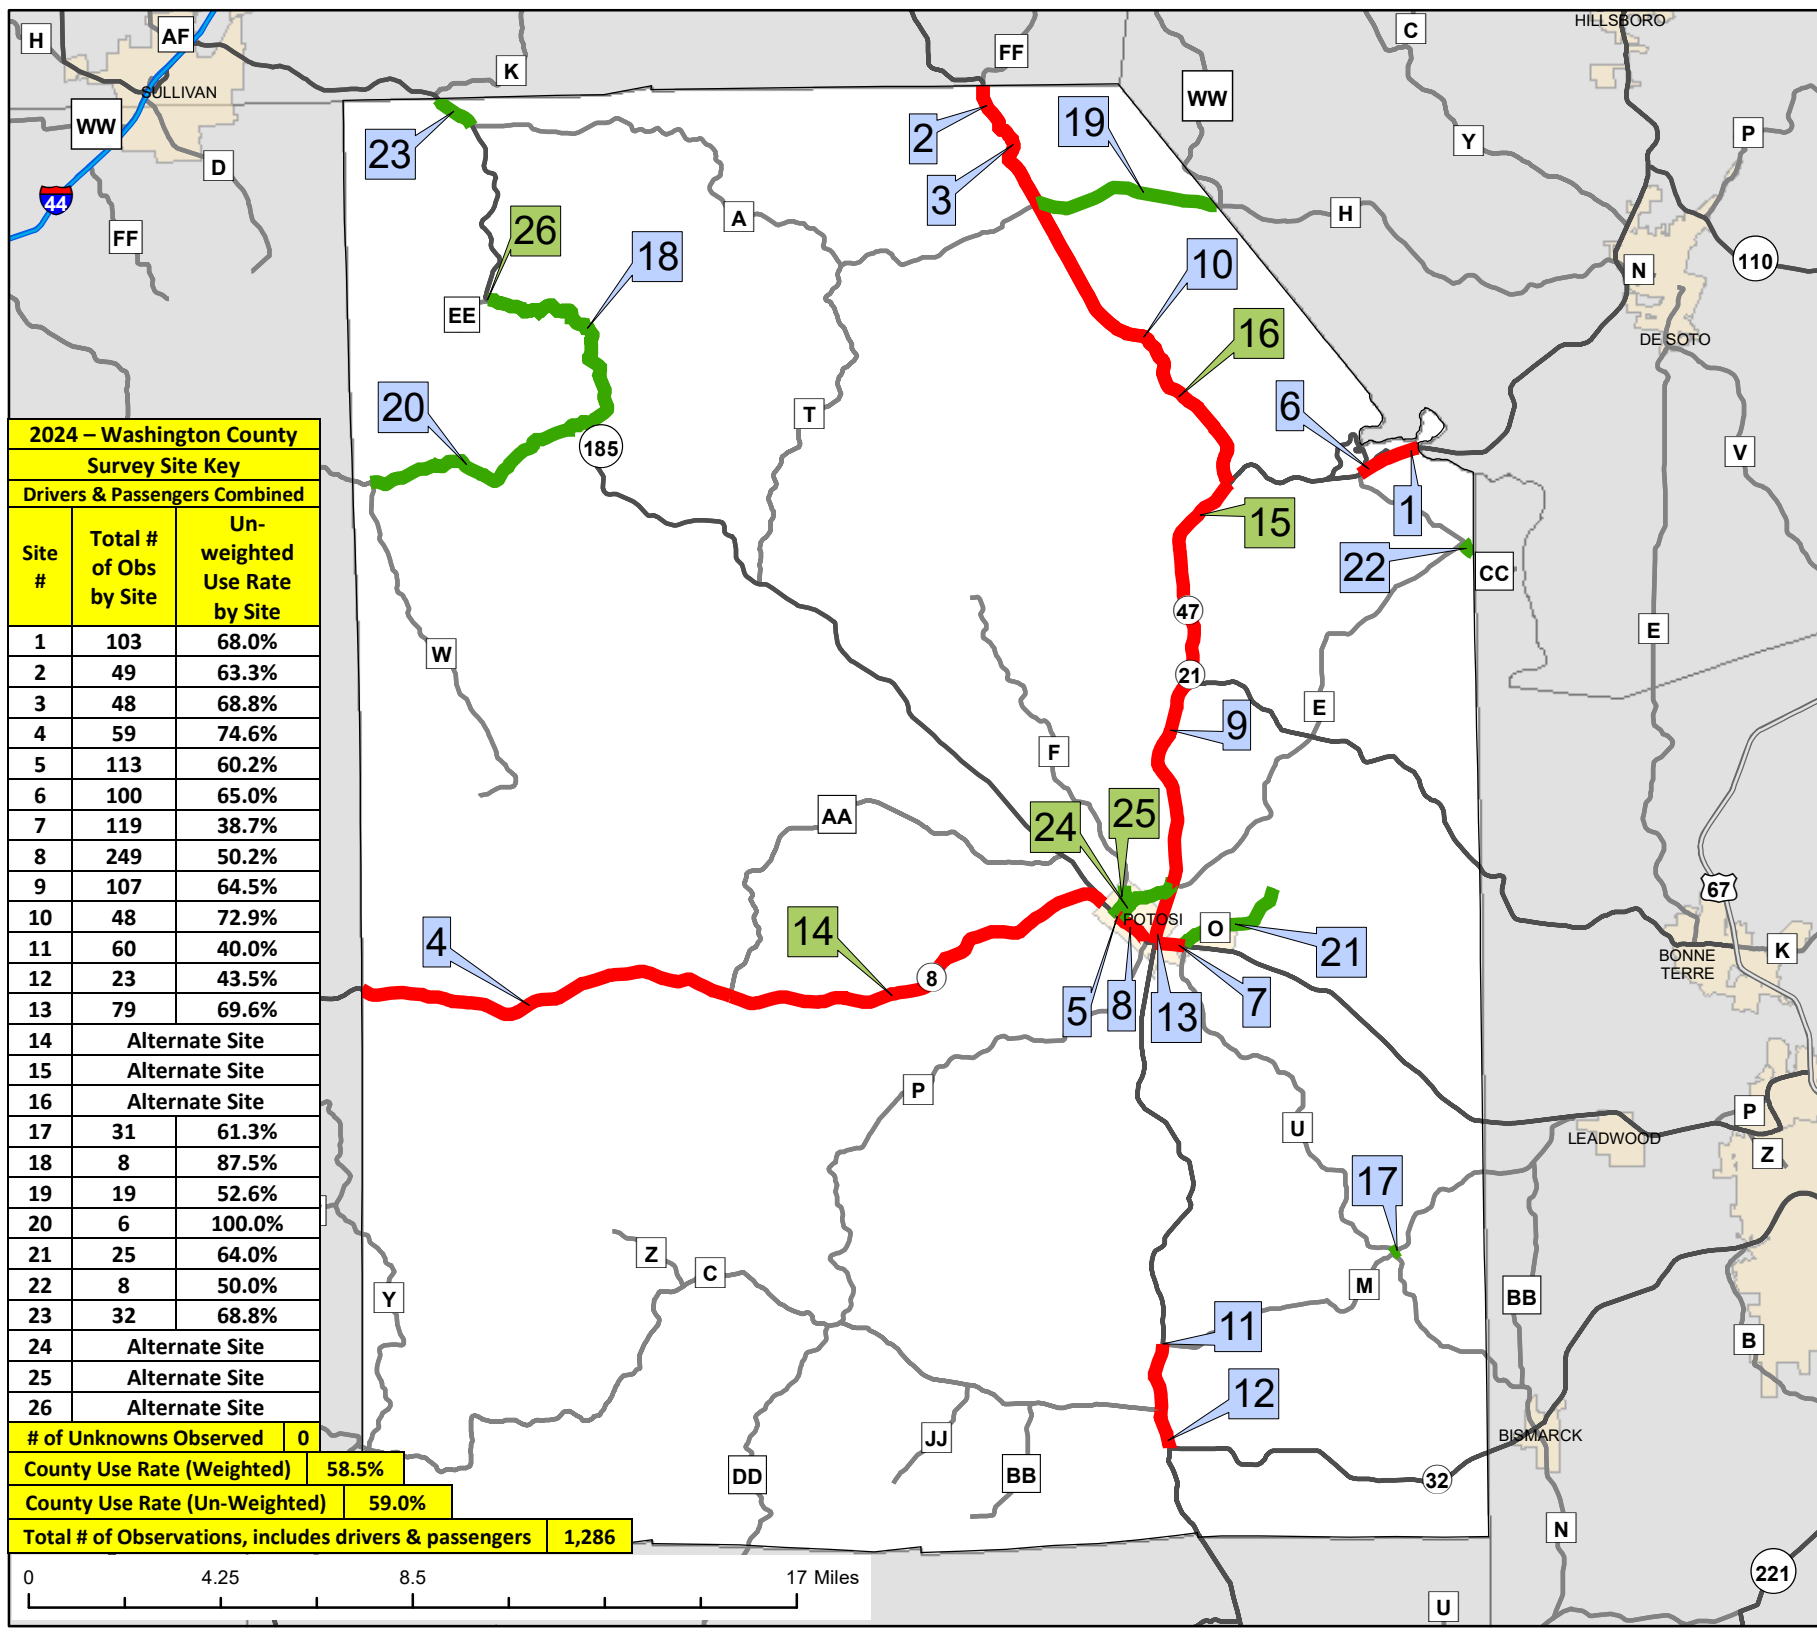 HILLSBORO
C
FF
AF
H
K
SULLIVAN
WW
WW
2
19
P
Y
23
D
3
44
H
A
26
FF
18
10
N
110
EE
16
DE SOTO
20
T
6
185
V
1
15
22
CC
47
E
W
21
E
9
F
AA
24
25
67
POTOSI
14
O
4
21
K
BONNE
TERRE
8
5
8
13
7
P
P
U
LEADWOOD
Z
17
Z
C
M
Y
BB
11
B
12
JJ
BISMARCK
DD
BB
32
N
221
U
2024 – Washington County
Survey Site Key
Drivers & Passengers Combined
Site # Total # of Obs by Site Un-weighted Use Rate by Site
1 103 68.0%
2 49 63.3%
3 48 68.8%
4 59 74.6%
5 113 60.2%
6 100 65.0%
7 119 38.7%
8 249 50.2%
9 107 64.5%
10 48 72.9%
11 60 40.0%
12 23 43.5%
13 79 69.6%
14 Alternate Site
15 Alternate Site
16 Alternate Site
17 31 61.3%
18 8 87.5%
19 19 52.6%
20 6 100.0%
21 25 64.0%
22 8 50.0%
23 32 68.8%
24 Alternate Site
25 Alternate Site
26 Alternate Site
# of Unknowns Observed 0
County Use Rate (Weighted) 58.5%
County Use Rate (Un-Weighted) 59.0%
Total # of Observations, includes drivers & passengers 1,286
0 4.25 8.5 17 Miles